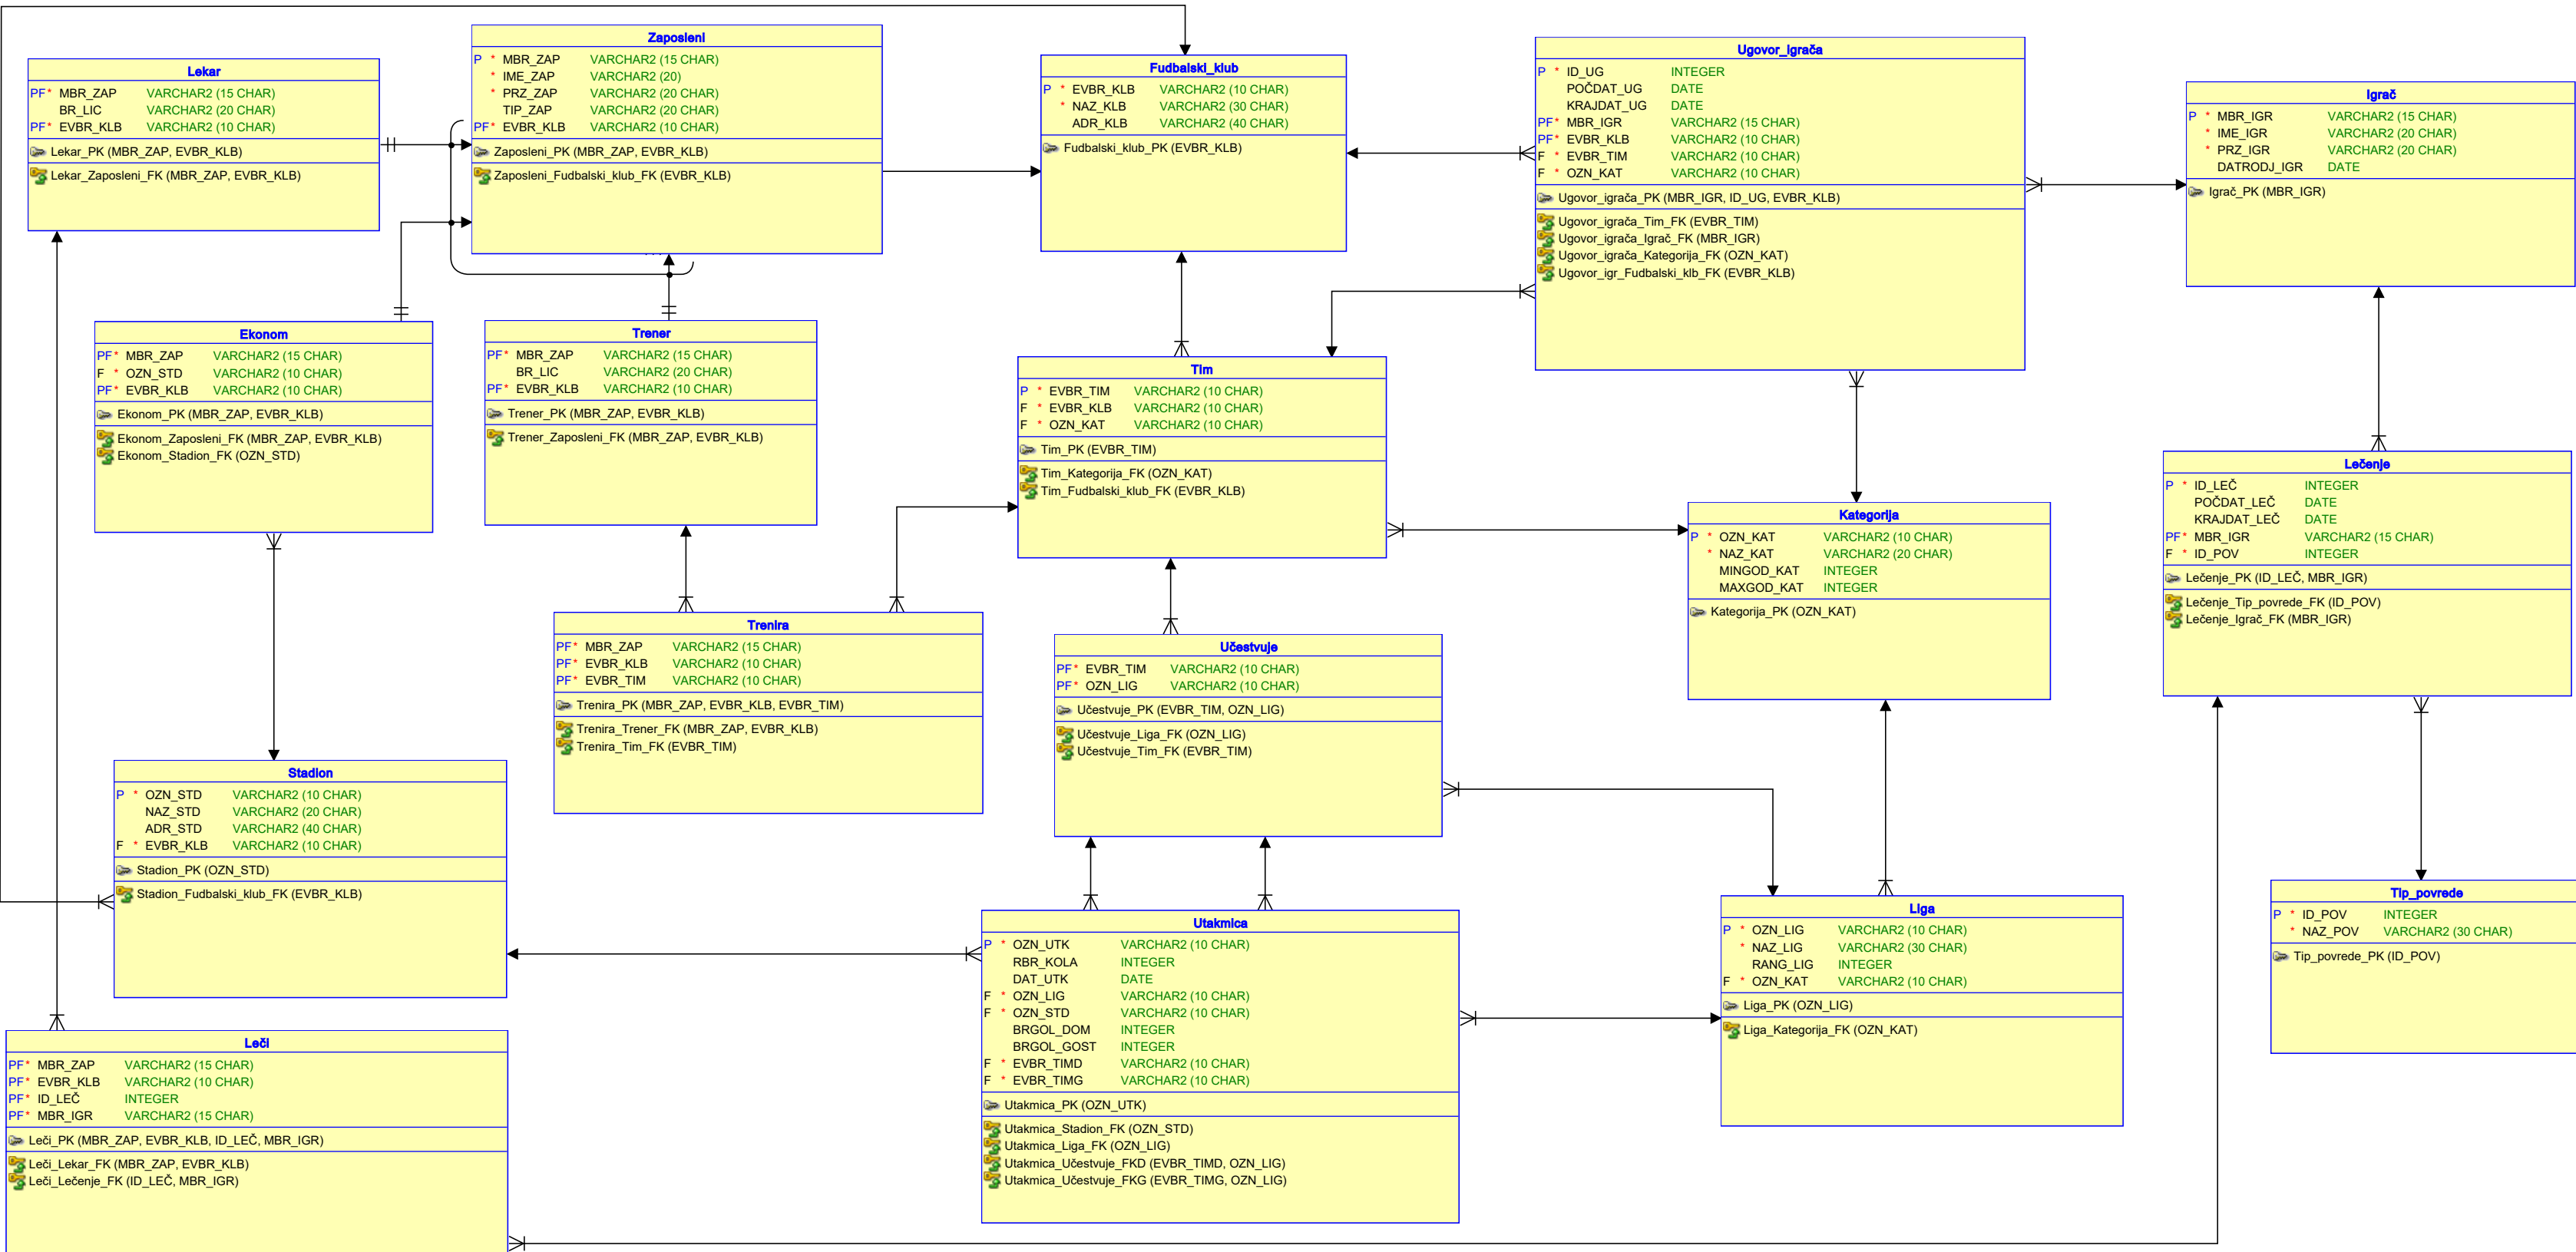 Lekar
PF* MBR_ZAP VARCHAR2 (15 CHAR)
BR_LIC VARCHAR2 (20 CHAR)
PF* EVBR_KLB VARCHAR2 (10 CHAR)
Lekar_PK (MBR_ZAP, EVBR_KLB)
Lekar_Zaposleni_FK (MBR_ZAP, EVBR_KLB)
Zaposleni
P * MBR_ZAP VARCHAR2 (15 CHAR)
* IME_ZAP VARCHAR2 (20)
* PRZ_ZAP VARCHAR2 (20 CHAR)
TIP_ZAP VARCHAR2 (20 CHAR)
PF* EVBR_KLB VARCHAR2 (10 CHAR)
Zaposleni_PK (MBR_ZAP, EVBR_KLB)
Zaposleni_Fudbalski_klub_FK (EVBR_KLB)
Fudbalski_klub
P * EVBR_KLB VARCHAR2 (10 CHAR)
* NAZ_KLB VARCHAR2 (30 CHAR)
ADR_KLB VARCHAR2 (40 CHAR)
Fudbalski_klub_PK (EVBR_KLB)
Ugovor_igrača
P * ID_UG INTEGER
POČDAT_UG DATE
KRAJDAT_UG DATE
PF* MBR_IGR VARCHAR2 (15 CHAR)
PF* EVBR_KLB VARCHAR2 (10 CHAR)
F * EVBR_TIM VARCHAR2 (10 CHAR)
F * OZN_KAT VARCHAR2 (10 CHAR)
Ugovor_igrača_PK (MBR_IGR, ID_UG, EVBR_KLB)
Ugovor_igrača_Tim_FK (EVBR_TIM)
Ugovor_igrača_Igrač_FK (MBR_IGR)
Ugovor_igrača_Kategorija_FK (OZN_KAT)
Ugovor_igr_Fudbalski_klb_FK (EVBR_KLB)
Igrač
P * MBR_IGR VARCHAR2 (15 CHAR)
* IME_IGR VARCHAR2 (20 CHAR)
* PRZ_IGR VARCHAR2 (20 CHAR)
DATRODJ_IGR DATE
Igrač_PK (MBR_IGR)
Ekonom
PF* MBR_ZAP VARCHAR2 (15 CHAR)
F * OZN_STD VARCHAR2 (10 CHAR)
PF* EVBR_KLB VARCHAR2 (10 CHAR)
Ekonom_PK (MBR_ZAP, EVBR_KLB)
Ekonom_Zaposleni_FK (MBR_ZAP, EVBR_KLB)
Ekonom_Stadion_FK (OZN_STD)
Trener
PF* MBR_ZAP VARCHAR2 (15 CHAR)
BR_LIC VARCHAR2 (20 CHAR)
PF* EVBR_KLB VARCHAR2 (10 CHAR)
Trener_PK (MBR_ZAP, EVBR_KLB)
Trener_Zaposleni_FK (MBR_ZAP, EVBR_KLB)
Tim
P * EVBR_TIM VARCHAR2 (10 CHAR)
F * EVBR_KLB VARCHAR2 (10 CHAR)
F * OZN_KAT VARCHAR2 (10 CHAR)
Tim_PK (EVBR_TIM)
Tim_Kategorija_FK (OZN_KAT)
Tim_Fudbalski_klub_FK (EVBR_KLB)
Kategorija
P * OZN_KAT VARCHAR2 (10 CHAR)
* NAZ_KAT VARCHAR2 (20 CHAR)
MINGOD_KAT INTEGER
MAXGOD_KAT INTEGER
Kategorija_PK (OZN_KAT)
Lečenje
P * ID_LEČ INTEGER
POČDAT_LEČ DATE
KRAJDAT_LEČ DATE
PF* MBR_IGR VARCHAR2 (15 CHAR)
F * ID_POV INTEGER
Lečenje_PK (ID_LEČ, MBR_IGR)
Lečenje_Tip_povrede_FK (ID_POV)
Lečenje_Igrač_FK (MBR_IGR)
Trenira
PF* MBR_ZAP VARCHAR2 (15 CHAR)
PF* EVBR_KLB VARCHAR2 (10 CHAR)
PF* EVBR_TIM VARCHAR2 (10 CHAR)
Trenira_PK (MBR_ZAP, EVBR_KLB, EVBR_TIM)
Trenira_Trener_FK (MBR_ZAP, EVBR_KLB)
Trenira_Tim_FK (EVBR_TIM)
Učestvuje
PF* EVBR_TIM VARCHAR2 (10 CHAR)
PF* OZN_LIG VARCHAR2 (10 CHAR)
Učestvuje_PK (EVBR_TIM, OZN_LIG)
Učestvuje_Liga_FK (OZN_LIG)
Učestvuje_Tim_FK (EVBR_TIM)
Stadion
P * OZN_STD VARCHAR2 (10 CHAR)
NAZ_STD VARCHAR2 (20 CHAR)
ADR_STD VARCHAR2 (40 CHAR)
F * EVBR_KLB VARCHAR2 (10 CHAR)
Stadion_PK (OZN_STD)
Stadion_Fudbalski_klub_FK (EVBR_KLB)
Utakmica
P * OZN_UTK VARCHAR2 (10 CHAR)
RBR_KOLA INTEGER
DAT_UTK DATE
F * OZN_LIG VARCHAR2 (10 CHAR)
F * OZN_STD VARCHAR2 (10 CHAR)
BRGOL_DOM INTEGER
BRGOL_GOST INTEGER
F * EVBR_TIMD VARCHAR2 (10 CHAR)
F * EVBR_TIMG VARCHAR2 (10 CHAR)
Utakmica_PK (OZN_UTK)
Utakmica_Stadion_FK (OZN_STD)
Utakmica_Liga_FK (OZN_LIG)
Utakmica_Učestvuje_FKD (EVBR_TIMD, OZN_LIG)
Utakmica_Učestvuje_FKG (EVBR_TIMG, OZN_LIG)
Liga
P * OZN_LIG VARCHAR2 (10 CHAR)
* NAZ_LIG VARCHAR2 (30 CHAR)
RANG_LIG INTEGER
F * OZN_KAT VARCHAR2 (10 CHAR)
Liga_PK (OZN_LIG)
Liga_Kategorija_FK (OZN_KAT)
Tip_povrede
P * ID_POV INTEGER
* NAZ_POV VARCHAR2 (30 CHAR)
Tip_povrede_PK (ID_POV)
Leči
PF* MBR_ZAP VARCHAR2 (15 CHAR)
PF* EVBR_KLB VARCHAR2 (10 CHAR)
PF* ID_LEČ INTEGER
PF* MBR_IGR VARCHAR2 (15 CHAR)
Leči_PK (MBR_ZAP, EVBR_KLB, ID_LEČ, MBR_IGR)
Leči_Lekar_FK (MBR_ZAP, EVBR_KLB)
Leči_Lečenje_FK (ID_LEČ, MBR_IGR)